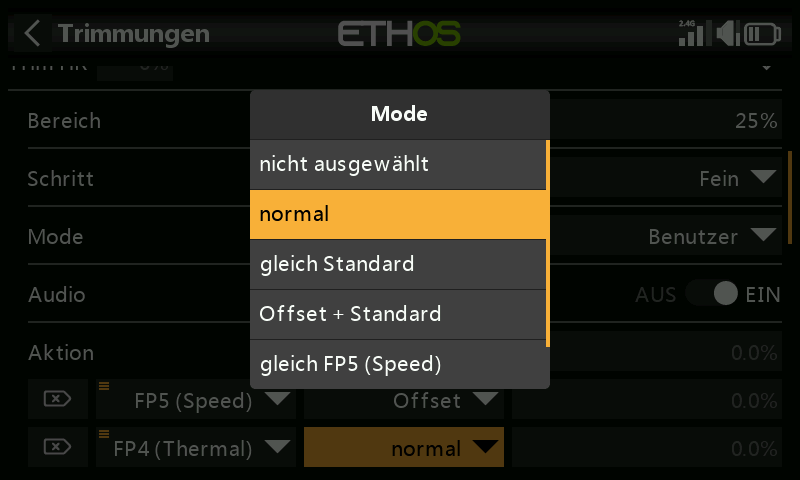 Trimmungen ETHOS 2.4G
Mode
Bereich 25%
nicht ausgewählt
Schritt Fein
normal
Mode Benutzer
gleich Standard
Audio AUS EIN
Offset + Standard
Aktion 0.0%
gleich FP5 (Speed)
FP5 (Speed) Offset 0.0%
FP4 (Thermal) normal 0.0%